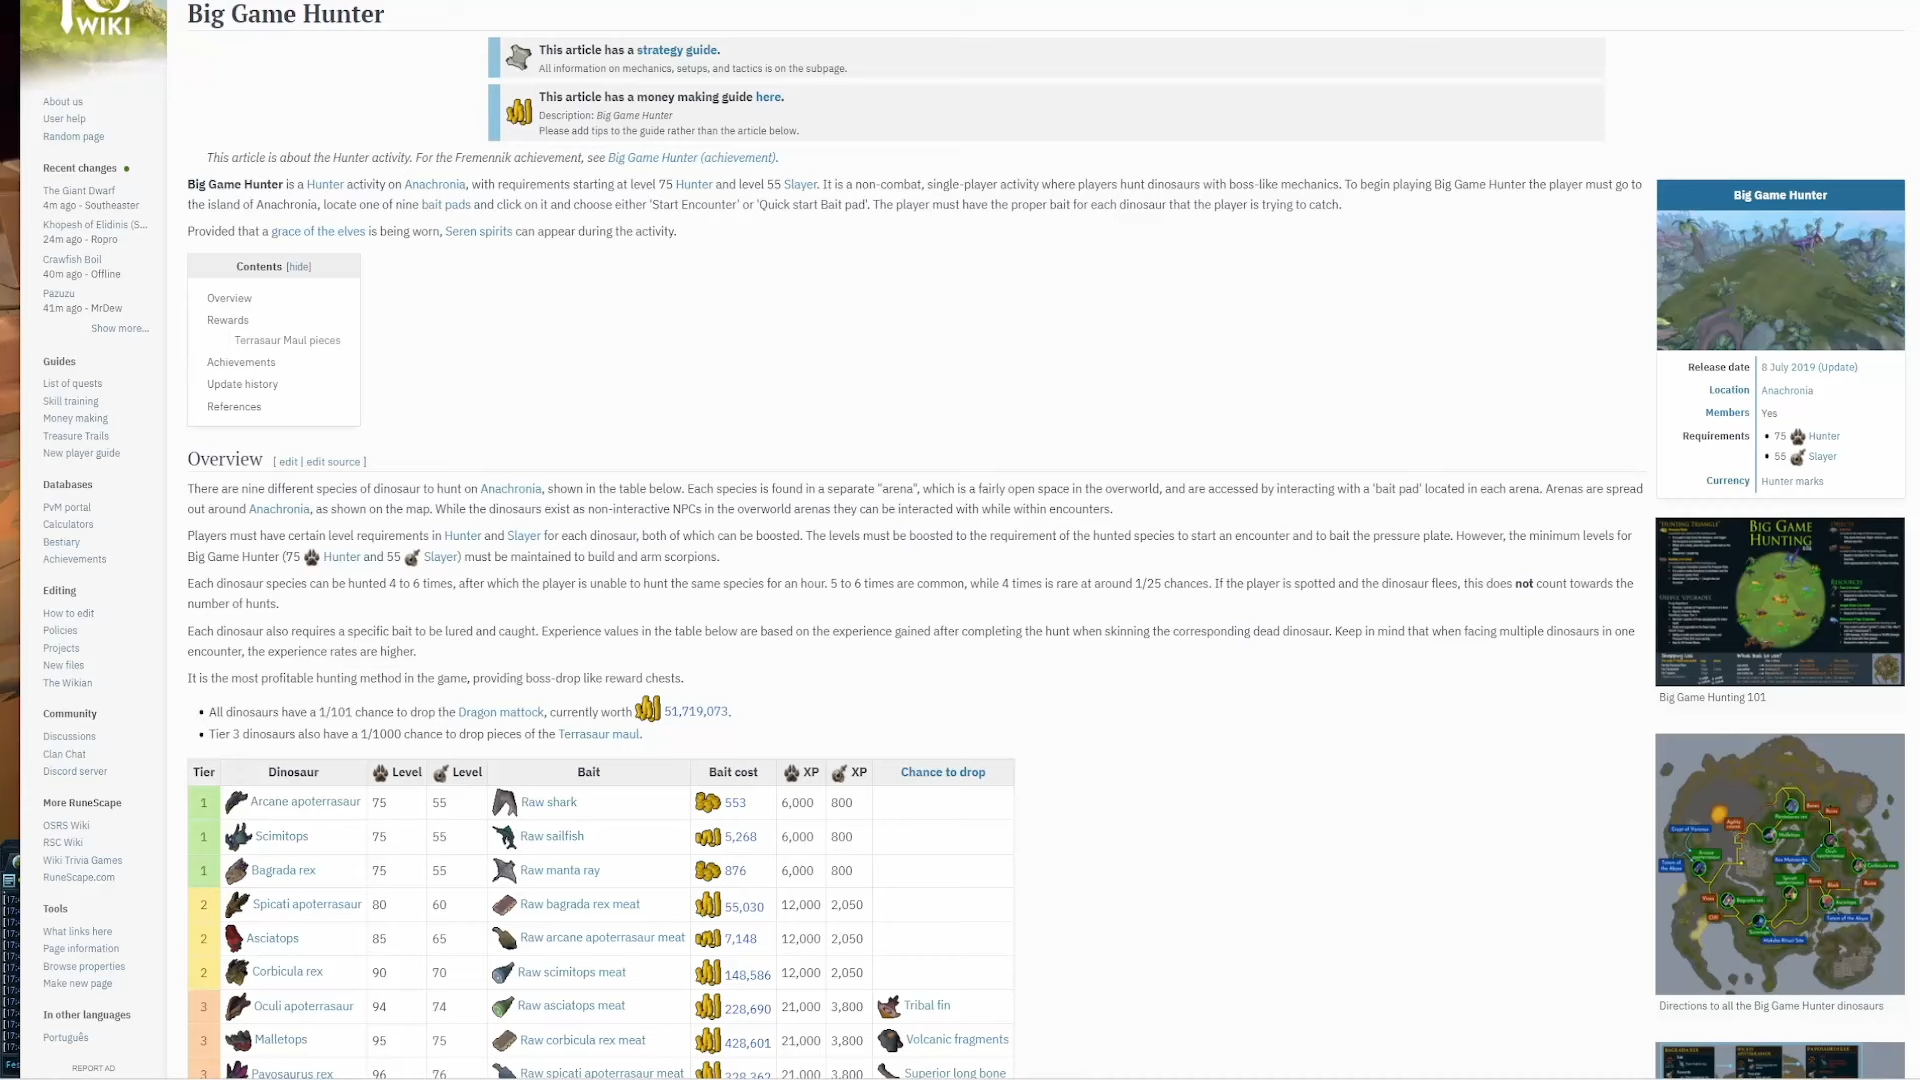 WIKI
About us
User help
Random page
Recent changes
The Giant Dwarf
4m ago - Southeaster
Khopesh of Elidinis (S...
24m ago - Ropro
Crawfish Boil
40m ago - Offline
Pazuzu
41m ago - MrDew
Show more...
Guides
List of quests
Skill training
Money making
Treasure Trails
New player guide
Databases
PvM portal
Calculators
Bestiary
Achievements
Editing
How to edit
Policies
Projects
New files
The Wikian
Community
Discussions
Clan Chat
Discord server
More RuneScape
OSRS Wiki
RSC Wiki
Wiki Trivia Games
RuneScape.com
Tools
What links here
Page information
Browse properties
Make new page
In other languages
Português
REPORT AD
Big Game Hunter
This article has a strategy guide.
All information on mechanics, setups, and tactics is on the subpage.
This article has a money making guide here.
Description: Big Game Hunter
Please add tips to the guide rather than the article below.
This article is about the Hunter activity. For the Fremennik achievement, see Big Game Hunter (achievement).
Big Game Hunter is a Hunter activity on Anachronia, with requirements starting at level 75 Hunter and level 55 Slayer. It is a non-combat, single-player activity where players hunt dinosaurs with boss-like mechanics. To begin playing Big Game Hunter the player must go to
the island of Anachronia, locate one of nine bait pads and click on it and choose either 'Start Encounter' or 'Quick start Bait pad'. The player must have the proper bait for each dinosaur that the player is trying to catch.
Provided that a grace of the elves is being worn, Seren spirits can appear during the activity.
Contents [hide]
Overview
Rewards
Terrasaur Maul pieces
Achievements
Update history
References
Overview [ edit | edit source ]
There are nine different species of dinosaur to hunt on Anachronia, shown in the table below. Each species is found in a separate "arena", which is a fairly open space in the overworld, and are accessed by interacting with a 'bait pad' located in each arena. Arenas are spread
out around Anachronia, as shown on the map. While the dinosaurs exist as non-interactive NPCs in the overworld arenas they can be interacted with while within encounters.
Players must have certain level requirements in Hunter and Slayer for each dinosaur, both of which can be boosted. The levels must be boosted to the requirement of the hunted species to start an encounter and to bait the pressure plate. However, the minimum levels for
Big Game Hunter (75 Hunter and 55 Slayer) must be maintained to build and arm scorpions.
Each dinosaur species can be hunted 4 to 6 times, after which the player is unable to hunt the same species for an hour. 5 to 6 times are common, while 4 times is rare at around 1/25 chances. If the player is spotted and the dinosaur flees, this does not count towards the
number of hunts.
Each dinosaur also requires a specific bait to be lured and caught. Experience values in the table below are based on the experience gained after completing the hunt when skinning the corresponding dead dinosaur. Keep in mind that when facing multiple dinosaurs in one
encounter, the experience rates are higher.
It is the most profitable hunting method in the game, providing boss-drop like reward chests.
• All dinosaurs have a 1/101 chance to drop the Dragon mattock, currently worth 51,719,073.
• Tier 3 dinosaurs also have a 1/1000 chance to drop pieces of the Terrasaur maul.
Tier Dinosaur Level Level Bait Bait cost XP XP Chance to drop
1 Arcane apoterrasaur 75 55 Raw shark 553 6,000 800
1 Scimitops 75 55 Raw sailfish 5,268 6,000 800
1 Bagrada rex 75 55 Raw manta ray 876 6,000 800
2 Spicati apoterrasaur 80 60 Raw bagrada rex meat 55,030 12,000 2,050
2 Asciatops 85 65 Raw arcane apoterrasaur meat 7,148 12,000 2,050
2 Corbicula rex 90 70 Raw scimitops meat 148,586 12,000 2,050
3 Oculi apoterrasaur 94 74 Raw asciatops meat 228,690 21,000 3,800 Tribal fin
3 Malletops 95 75 Raw corbicula rex meat 428,601 21,000 3,800 Volcanic fragments
3 Pavosaurus rex 96 76 Raw spicati apoterrasaur meat 328,362 21,000 3,800 Superior long bone
Big Game Hunter
Release date 8 July 2019 (Update)
Location Anachronia
Members Yes
Requirements • 75 Hunter
• 55 Slayer
Currency Hunter marks
BIG GAME
HUNTING
Big Game Hunting 101
Directions to all the Big Game Hunter dinosaurs